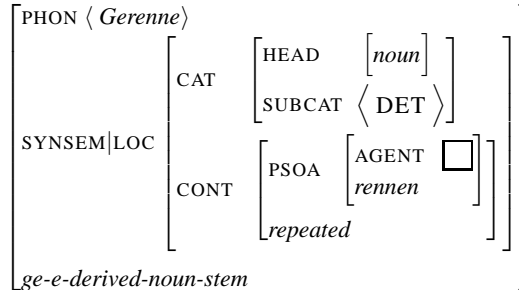 PHON ⟨ Gerenne⟩
HEAD [noun]
CAT
SUBCAT ⟨ DET ⟩
SYNSEM|LOC
AGENT
PSOA
rennen
CONT
repeated
ge-e-derived-noun-stem